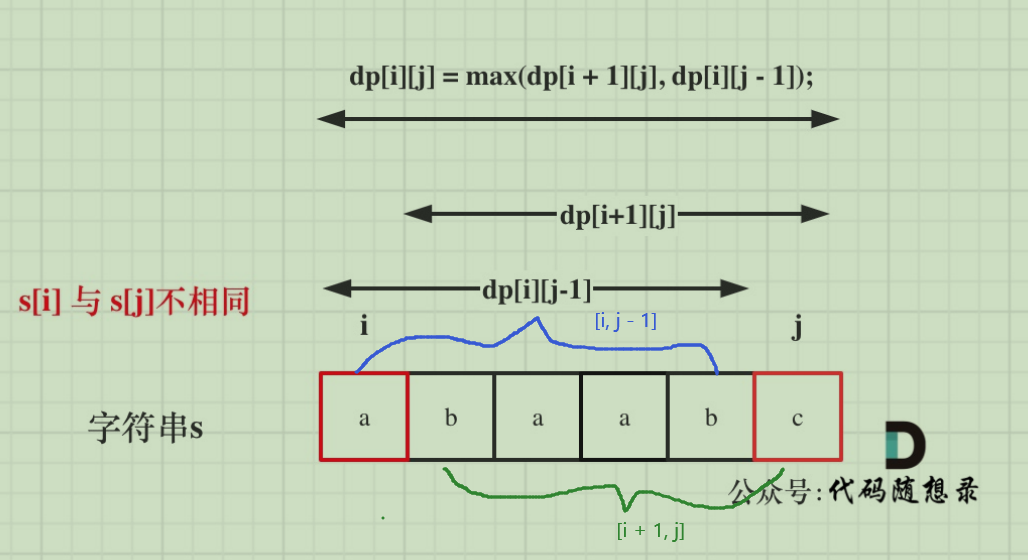 dp[i][j] = max(dp[i + 1][j], dp[i][j - 1]);
dp[i+1][j]
dp[i][j-1]
s[i] 与 s[j]不相同
i
[i, j - 1]
j
字符串s
a b a a b c
公众号:代码随想录
[i + 1, j]